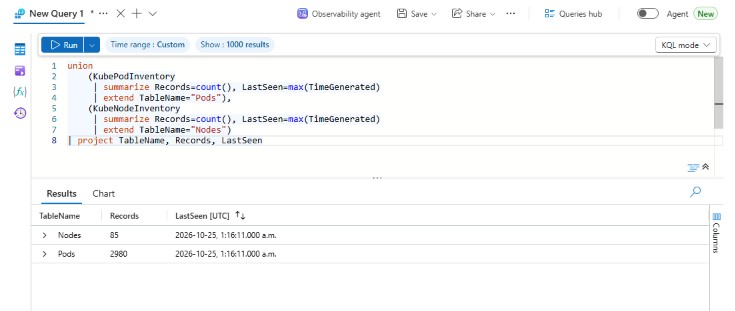 New Query 1 * ···
Observability agent
Save
Share
···
Queries hub
Agent
New
Run
Time range : Custom
Show : 1000 results
KQL mode
1 union
2 (KubePodInventory
3 | summarize Records=count(), LastSeen=max(TimeGenerated)
4 | extend TableName="Pods"),
5 (KubeNodeInventory
6 | summarize Records=count(), LastSeen=max(TimeGenerated)
7 | extend TableName="Nodes")
8 | project TableName, Records, LastSeen
Results Chart
TableName Records LastSeen [UTC]
Nodes 85 2026-10-25, 1:16:11.000 a.m.
Pods 2980 2026-10-25, 1:16:11.000 a.m.
Columns